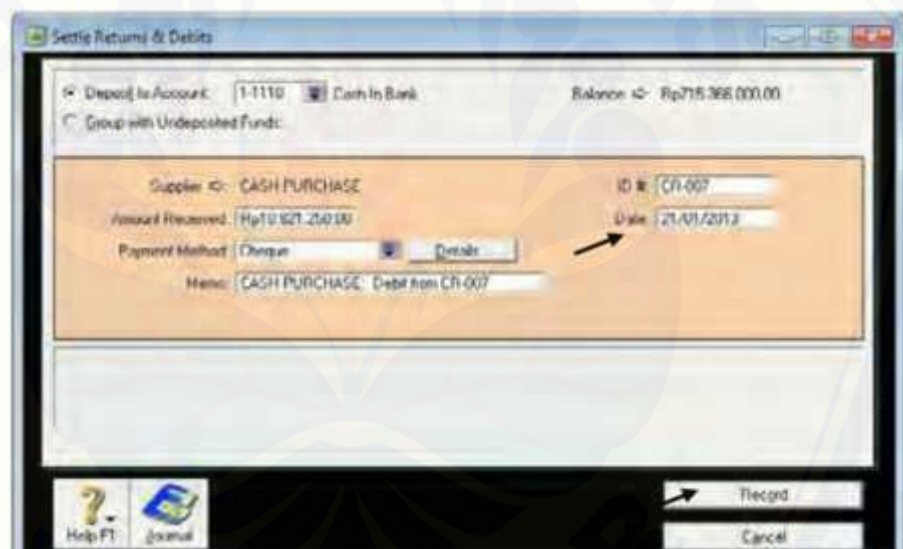 Settle Returns & Debits
Deposit to Account: 1-1110 Cash In Bank Balance Rp715.366.000,00
Group with Undeposited Funds:
Supplier CASH PURCHASE ID #: CR-007
Amount Received: Rp10.821.250,00 Date: 21/01/2013
Payment Method: Cheque Details
Memo: CASH PURCHASE; Debit from CR-007
Record
Help F1 Journal Cancel